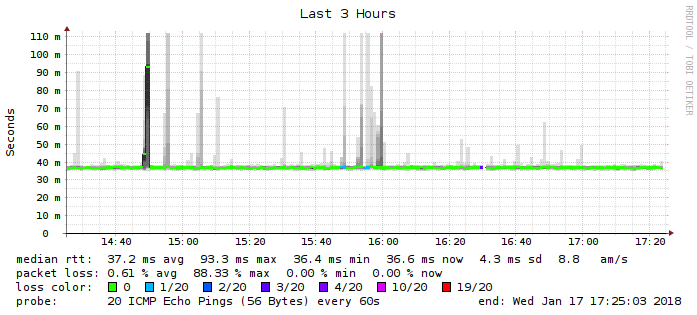 Last 3 Hours
RRDTOOL / TOBI OETIKER
Seconds
110 m
100 m
90 m
80 m
70 m
60 m
50 m
40 m
30 m
20 m
10 m
0
14:40 15:00 15:20 15:40 16:00 16:20 16:40 17:00 17:20
median rtt: 37.2 ms avg 93.3 ms max 36.4 ms min 36.6 ms now 4.3 ms sd 8.8 am/s
packet loss: 0.61 % avg 88.33 % max 0.00 % min 0.00 % now
loss color: 0 1/20 2/20 3/20 4/20 10/20 19/20
probe: 20 ICMP Echo Pings (56 Bytes) every 60s end: Wed Jan 17 17:25:03 2018